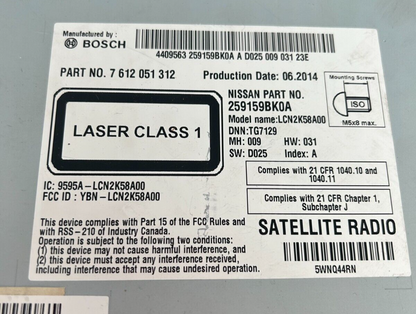 Manufactured by:
BOSCH
4409563 259159BK0A A D025 009 031 23E
PART NO. 7 612 051 312
Production Date: 06.2014
Mounting Screws
ISO
M5x8 max.
NISSAN PART NO.
259159BK0A
Model name:LCN2K58A00
DNN:TG7129
MH: 009 HW: 031
SW: D025 Index: A
LASER CLASS 1
Complies with 21 CFR 1040.10 and
1040.11
Complies with 21 CFR Chapter 1,
Subchapter J
IC: 9595A-LCN2K58A00
FCC ID : YBN-LCN2K58A00
This device complies with Part 15 of the FCC Rules and
with RSS-210 of Industry Canada.
Operation is subject to the following two conditions:
(1) this device may not cause harmful interference, and
(2) this device must accept any interference received,
including interference that may cause undesired operation.
SATELLITE RADIO
5WNQ44RN